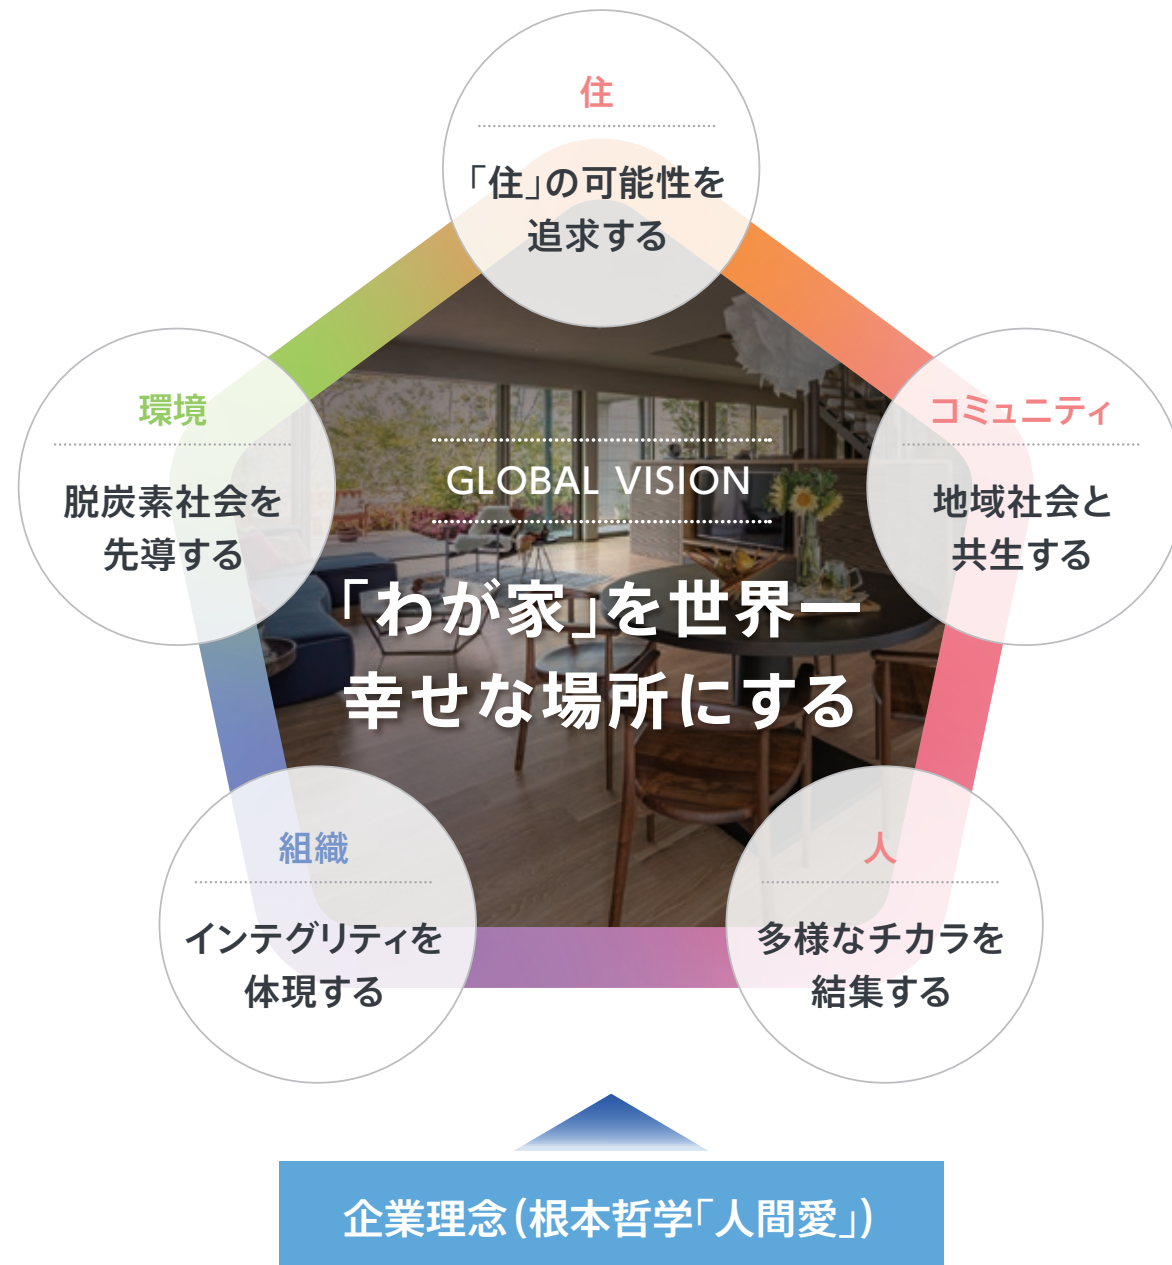 住
「住」の可能性を
追求する
環境
脱炭素社会を
先導する
コミュニティ
地域社会と
共生する
GLOBAL VISION
「わが家」を世界一
幸せな場所にする
組織
インテグリティを
体現する
人
多様なチカラを
結集する
企業理念(根本哲学「人間愛」)